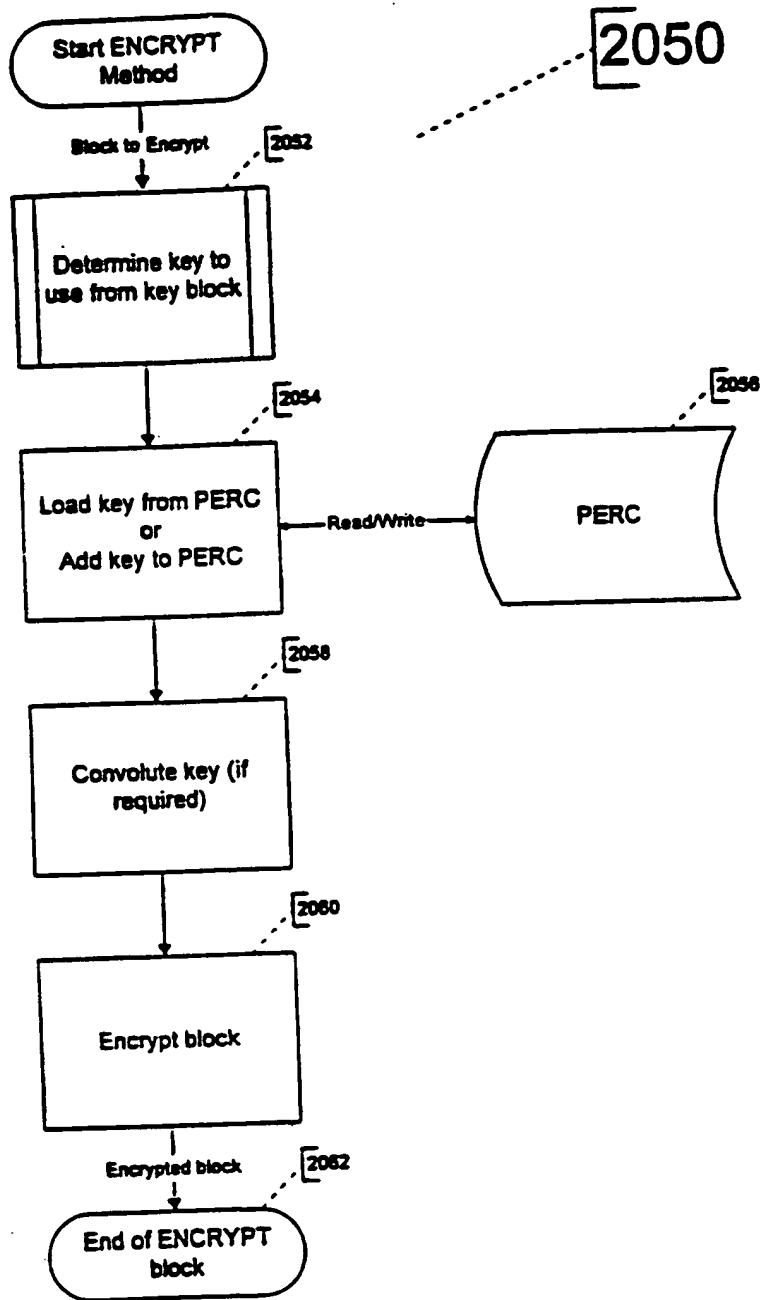 2050
Start ENCRYPT
Method
Block to Encrypt
2052
Determine key to
use from key block
2054
Load key from PERC
or
Add key to PERC
Read/Write
2056
PERC
2058
Convolute key (if
required)
2060
Encrypt block
Encrypted block
2062
End of ENCRYPT
block